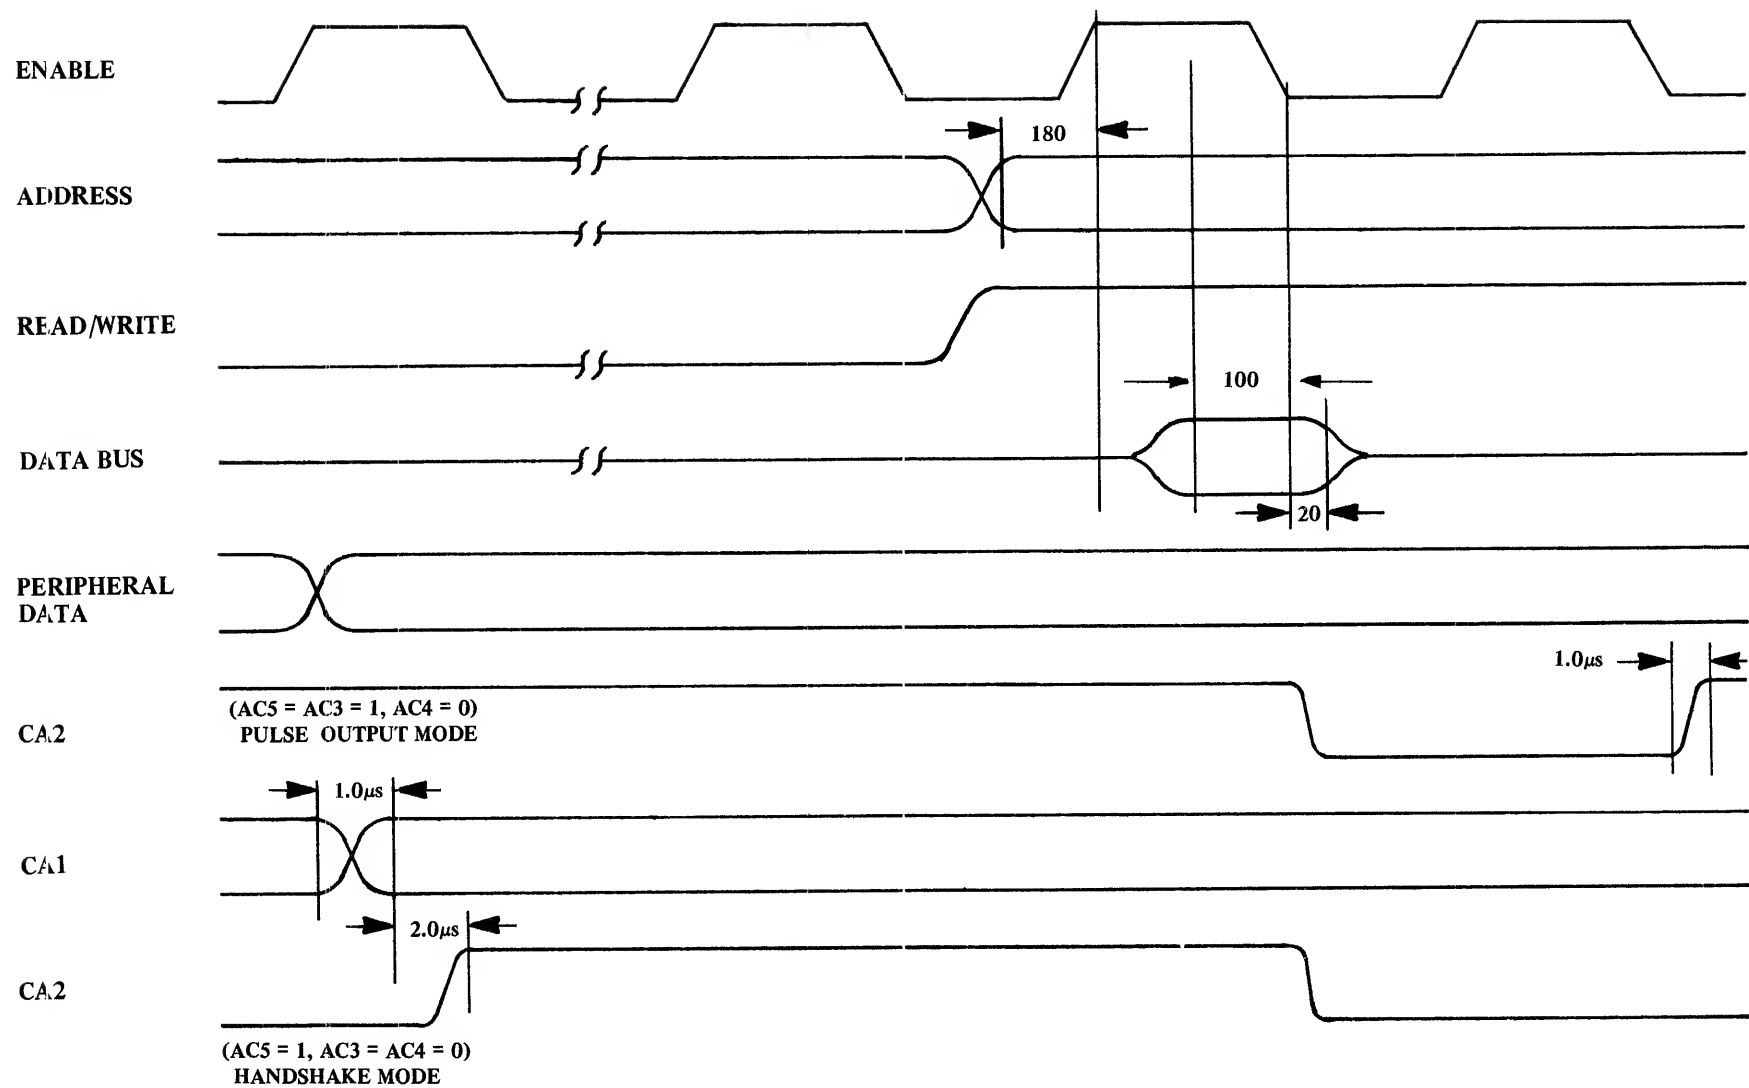 ENABLE
180
ADDRESS
READ/WRITE
100
DATA BUS
20
PERIPHERAL
DATA
1.0μs
(AC5 = AC3 = 1, AC4 = 0)
CA2
PULSE OUTPUT MODE
1.0μs
CA1
2.0μs
CA2
(AC5 = 1, AC3 = AC4 = 0)
HANDSHAKE MODE